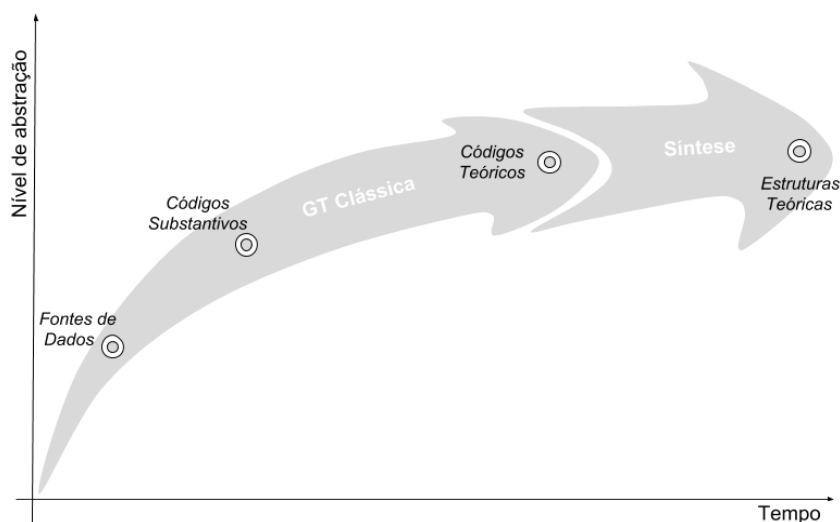 Nível de abstração
Fontes de
Dados
Códigos
Substantivos
GT Clássica
Códigos
Teóricos
Síntese
Estruturas
Teóricas
Tempo